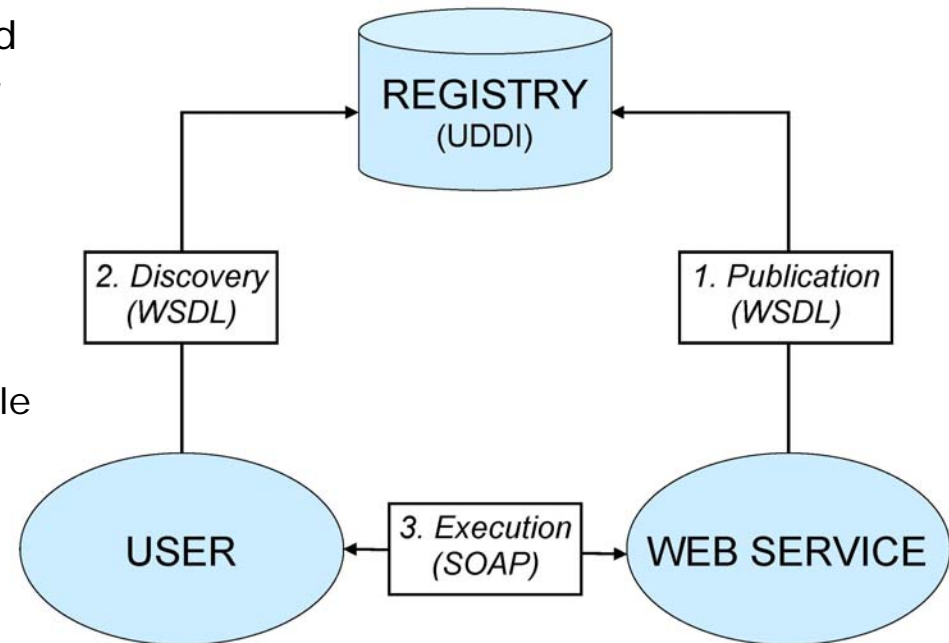 REGISTRY
(UDDI)
2. Discovery
(WSDL)
1. Publication
(WSDL)
USER
3. Execution
(SOAP)
WEB SERVICE